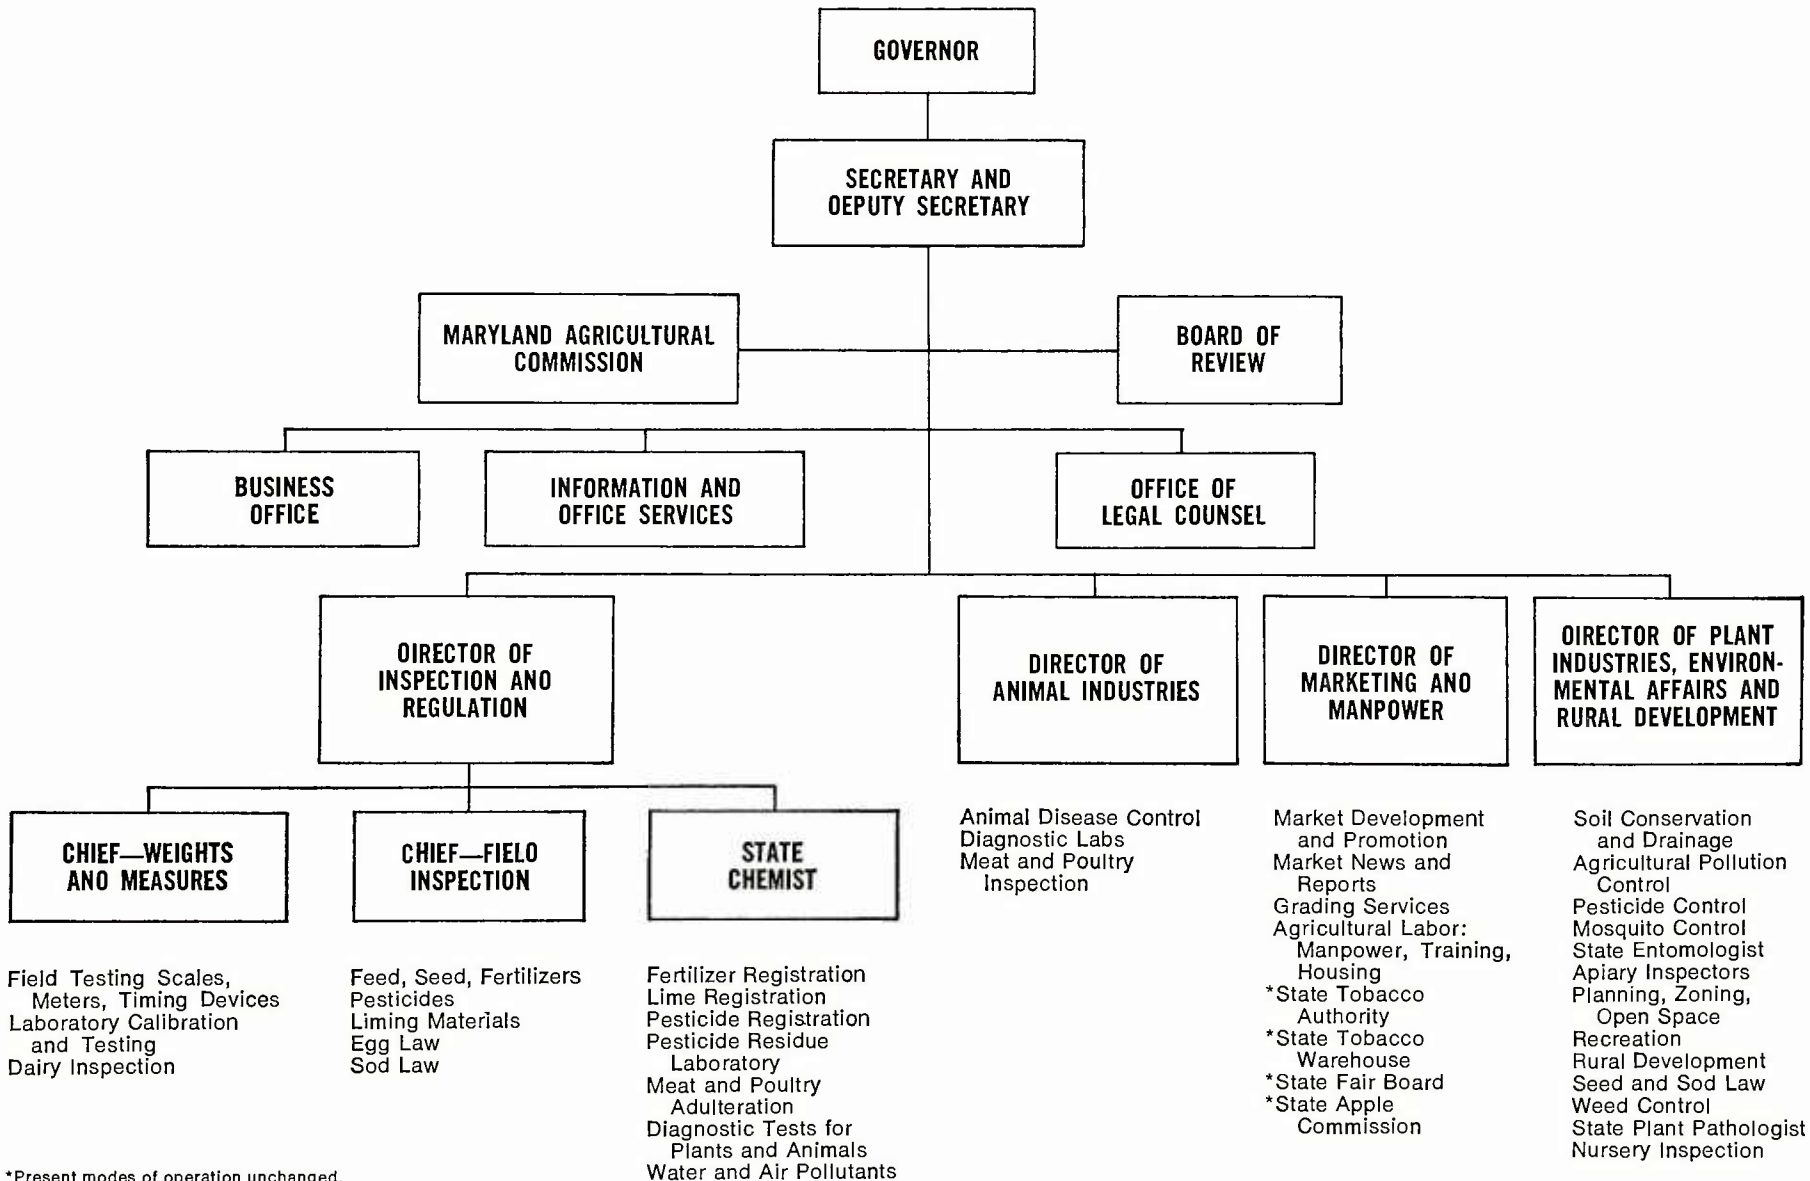 GOVERNOR
SECRETARY AND
OEPUTY SECRETARY
MARYLAND AGRICULTURAL
COMMISSION
BOARD OF
REVIEW
BUSINESS
OFFICE
INFORMATION AND
OFFICE SERVICES
OFFICE OF
LEGAL COUNSEL
OIRECTOR OF
INSPECTION ANO
REGULATION
DIRECTOR OF
ANIMAL INDUSTRIES
DIRECTOR OF
MARKETING ANO
MANPOWER
OIRECTOR OF PLANT
INDUSTRIES, ENVIRON-
MENTAL AFFAIRS AND
RURAL DEVELOPMENT
CHIEF—WEIGHTS
ANO MEASURES
CHIEF—FIELO
INSPECTION
STATE
CHEMIST
Field Testing Scales,
Meters, Timing Devices
Laboratory Calibration
and Testing
Dairy Inspection
Feed, Seed, Fertilizers
Pesticides
Liming Materials
Egg Law
Sod Law
Fertilizer Registration
Lime Registration
Pesticide Registration
Pesticide Residue
Laboratory
Meat and Poultry
Adulteration
Diagnostic Tests for
Plants and Animals
Water and Air Pollutants
Animal Disease Control
Diagnostic Labs
Meat and Poultry
Inspection
Market Development
and Promotion
Market News and
Reports
Grading Services
Agricultural Labor:
Manpower, Training,
Housing
*State Tobacco
Authority
*State Tobacco
Warehouse
*State Fair Board
*State Apple
Commission
Soil Conservation
and Drainage
Agricultural Pollution
Control
Pesticide Control
Mosquito Control
State Entomologist
Apiary Inspectors
Planning, Zoning,
Open Space
Recreation
Rural Development
Seed and Sod Law
Weed Control
State Plant Pathologist
Nursery Inspection
*Present modes of operation unchanged.